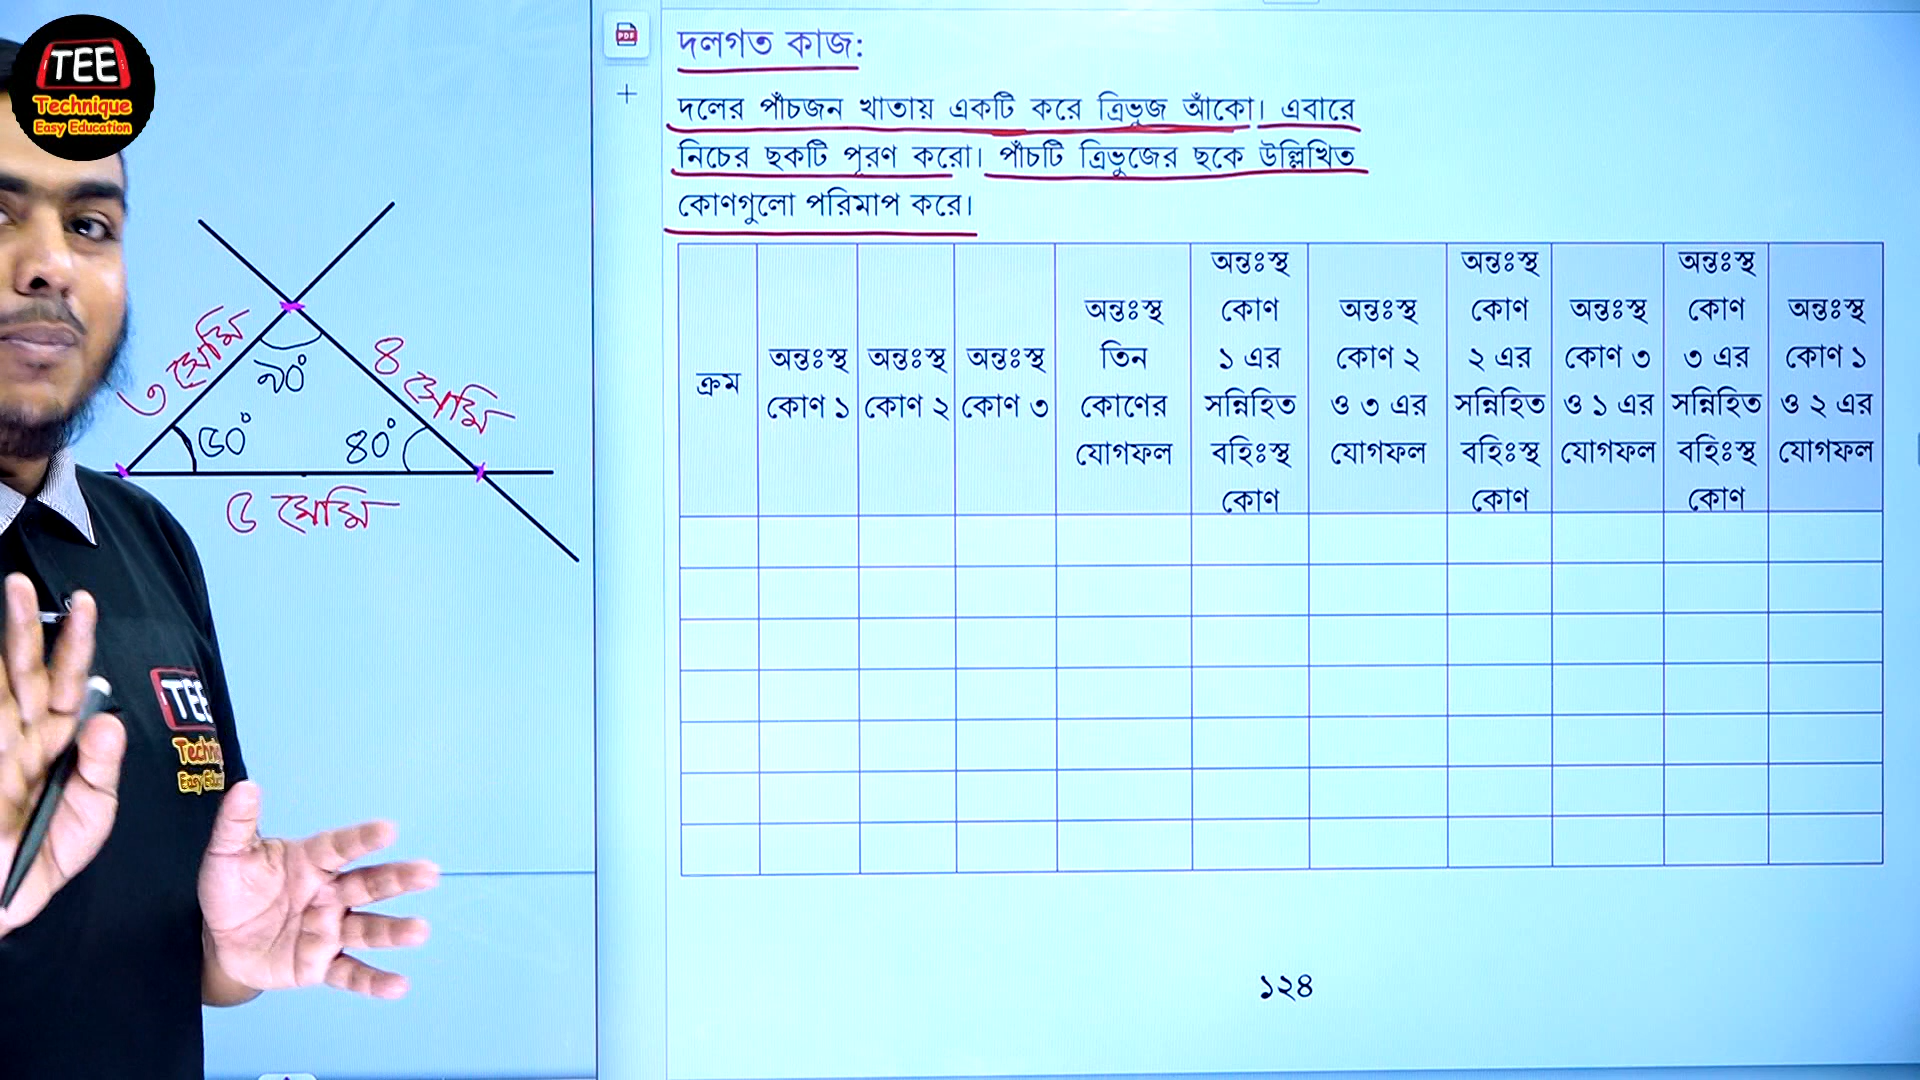 TEE
Technique
Easy Education
৩ সেমি
৪ সেমি
৯০°
৫০°
৪০°
৫ সেমি
TEE
PDF
দলগত কাজ:
দলের পাঁচজন খাতায় একটি করে ত্রিভুজ আঁকো। এবারে
নিচের ছকটি পূরণ করো। পাঁচটি ত্রিভুজের ছকে উল্লিখিত
কোণগুলো পরিমাপ করে।
ক্রম
অন্তঃস্থ
কোণ ১
অন্তঃস্থ
কোণ ২
অন্তঃস্থ
কোণ ৩
অন্তঃস্থ
তিন
কোণের
যোগফল
অন্তঃস্থ
কোণ
১ এর
সন্নিহিত
বহিঃস্থ
কোণ
অন্তঃস্থ
কোণ ২
ও ৩ এর
যোগফল
অন্তঃস্থ
কোণ
২ এর
সন্নিহিত
বহিঃস্থ
কোণ
অন্তঃস্থ
কোণ ৩
ও ১ এর
যোগফল
অন্তঃস্থ
কোণ
৩ এর
সন্নিহিত
বহিঃস্থ
কোণ
অন্তঃস্থ
কোণ ১
ও ২ এর
যোগফল
১২৪